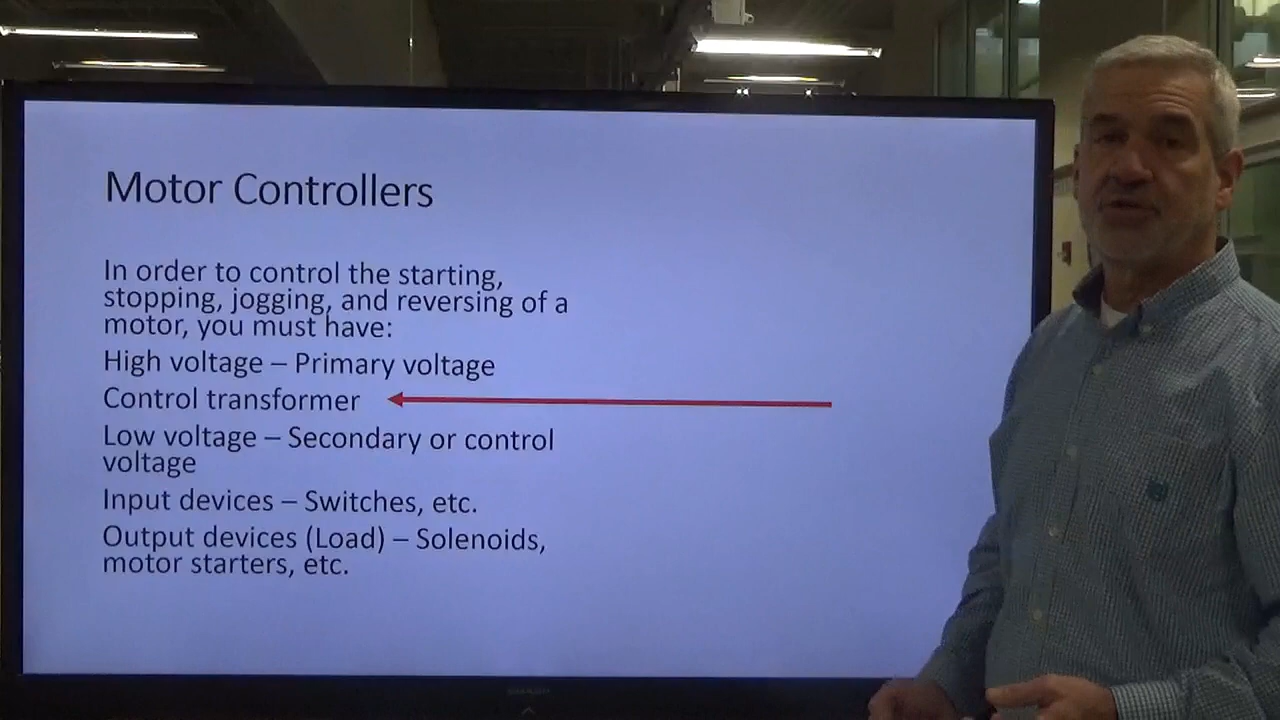 Motor Controllers
In order to control the starting,
stopping, jogging, and reversing of a
motor, you must have:
High voltage – Primary voltage
Control transformer
Low voltage – Secondary or control
voltage
Input devices – Switches, etc.
Output devices (Load) – Solenoids,
motor starters, etc.